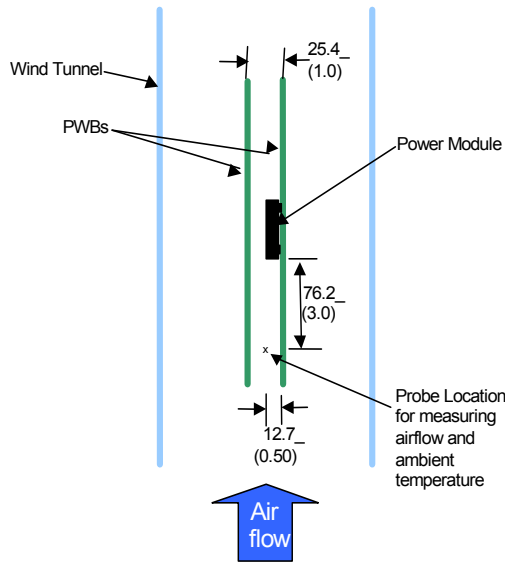 25.4_
(1.0)
Wind Tunnel
PWBs
Power Module
76.2_
(3.0)
x
Probe Location
for measuring
airflow and
ambient
temperature
12.7_
(0.50)
Air
flow